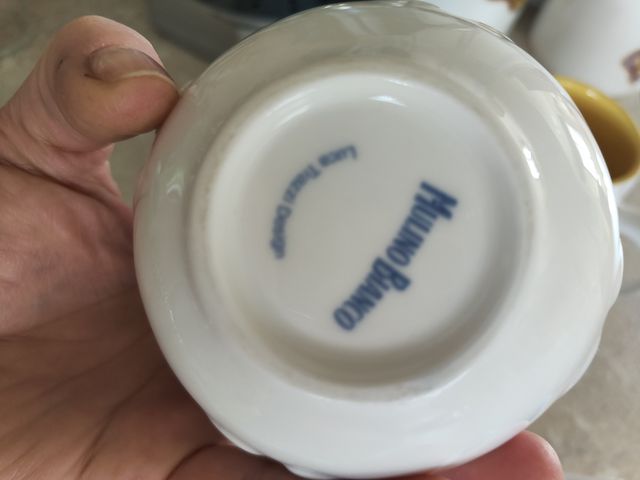 MULINO BIANCO
LUCA TRAZZI DESIGN